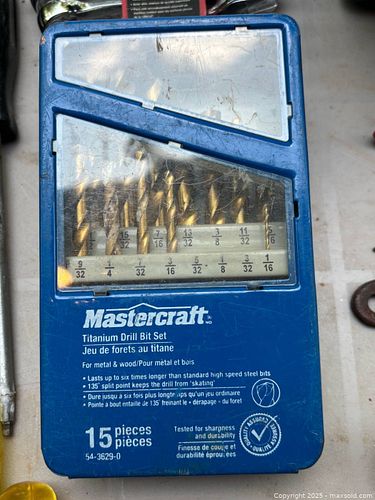 15/32 7/16 13/32 3/8 11/32 5/16
9/32 1/4 7/32 3/16 5/32 1/8 3/32 1/16
Mastercraft MD
Titanium Drill Bit Set
Jeu de forets au titane
For metal & wood/Pour métal et bois
• Lasts up to six times longer than standard high speed steel bits
• 135° split point keeps the drill from 'skating'
• Dure jusqu'à six fois plus longtemps qu'un jeu ordinaire
• Pointe à bout entaille de 135° freinant le « dérapage » du foret
15 pieces
pièces
54-3629-0
Tested for sharpness
and durability
Finesse de coupe et
durabilité éprouvées
QUALITY ASSURED
Copyright 2025 - maxsold.com